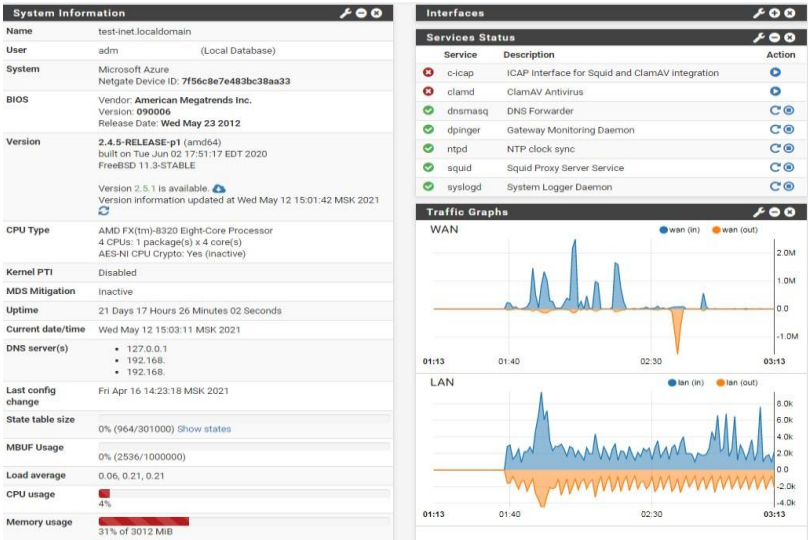 System Information
Name test-inet.localdomain
User adm (Local Database)
System Microsoft Azure
Netgate Device ID: 7f56c8e7e483bc38aa33
BIOS Vendor: American Megatrends Inc.
Version: 090006
Release Date: Wed May 23 2012
Version 2.4.5-RELEASE-p1 (amd64)
built on Tue Jun 02 17:51:17 EDT 2020
FreeBSD 11.3-STABLE
Version 2.5.1 is available.
Version information updated at Wed May 12 15:01:42 MSK 2021
CPU Type AMD FX(tm)-8320 Eight-Core Processor
4 CPUs: 1 package(s) x 4 core(s)
AES-NI CPU Crypto: Yes (inactive)
Kernel PTI Disabled
MDS Mitigation Inactive
Uptime 21 Days 17 Hours 26 Minutes 02 Seconds
Current date/time Wed May 12 15:03:11 MSK 2021
DNS server(s) • 127.0.0.1
• 192.168.
• 192.168.
Last config change Fri Apr 16 14:23:18 MSK 2021
State table size 0% (964/301000) Show states
MBUF Usage 0% (2536/1000000)
Load average 0.06, 0.21, 0.21
CPU usage 4%
Memory usage 31% of 3012 MiB
Interfaces
Services Status
Service Description Action
c-icap ICAP Interface for Squid and ClamAV integration
clamd ClamAV Antivirus
dnsmasq DNS Forwarder
dpinger Gateway Monitoring Daemon
ntpd NTP clock sync
squid Squid Proxy Server Service
syslogd System Logger Daemon
Traffic Graphs
WAN wan (in) wan (out)
2.0M
1.0M
0.0
-1.0M
01:13 01:40 02:30 03:13
LAN lan (in) lan (out)
8.0k
6.0k
4.0k
2.0k
0.0
-2.0k
-4.0k
01:13 01:40 02:30 03:13